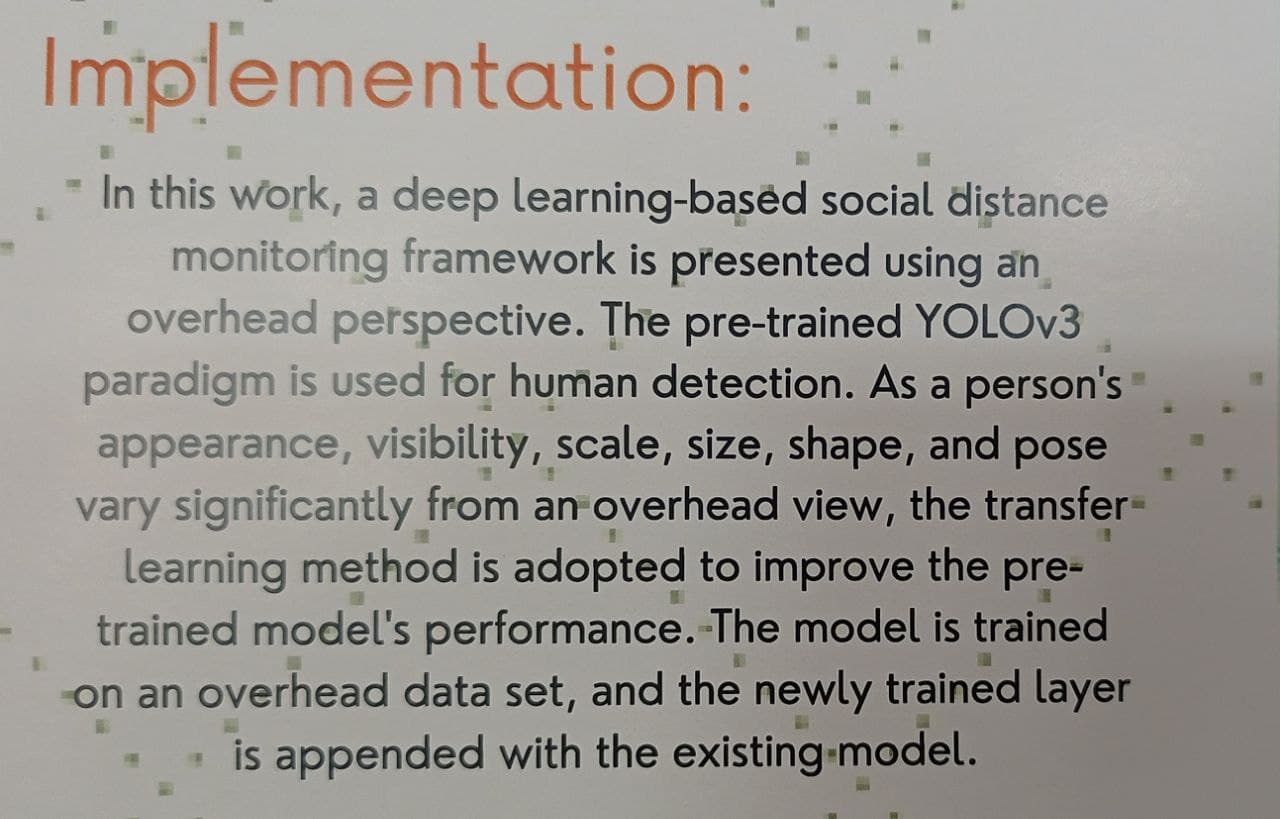 Implementation:
In this work, a deep learning-based social distance
monitoring framework is presented using an
overhead perspective. The pre-trained YOLOv3
paradigm is used for human detection. As a person's
appearance, visibility, scale, size, shape, and pose
vary significantly from an overhead view, the transfer
learning method is adopted to improve the pre-
trained model's performance. The model is trained
on an overhead data set, and the newly trained layer
is appended with the existing model.